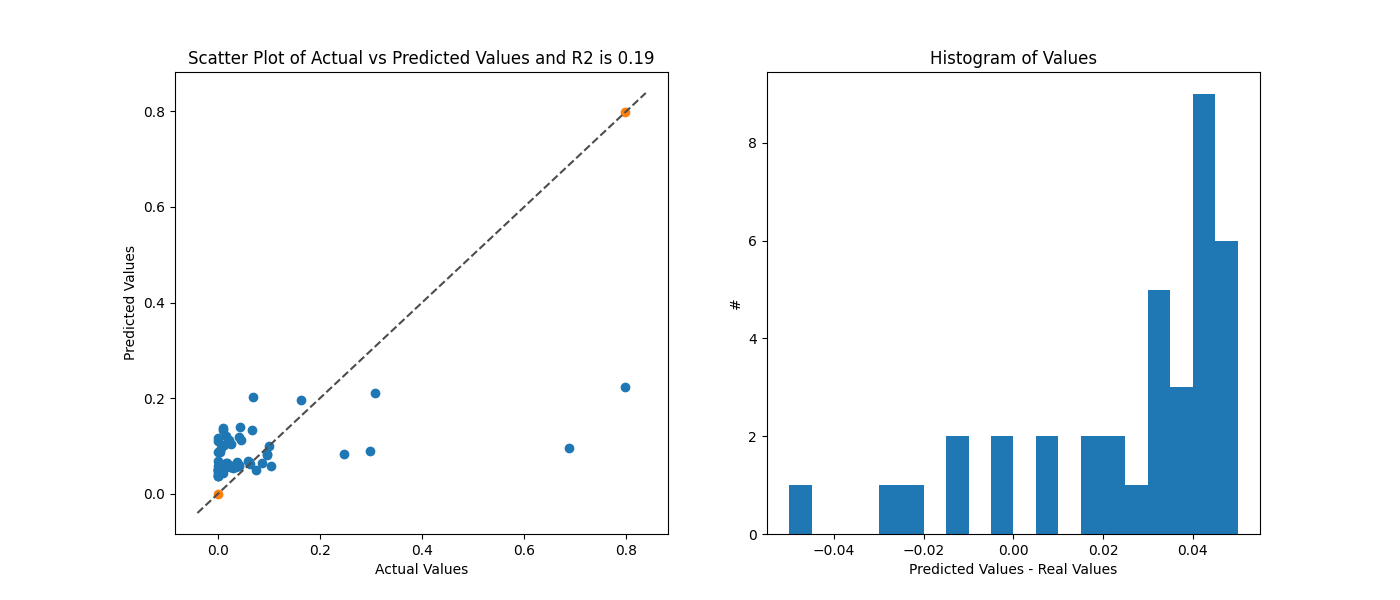 Scatter Plot of Actual vs Predicted Values and R2 is 0.19
Predicted Values
0.8
0.6
0.4
0.2
0.0
0.0 0.2 0.4 0.6 0.8
Actual Values
Histogram of Values
#
8
6
4
2
0
−0.04 −0.02 0.00 0.02 0.04
Predicted Values - Real Values